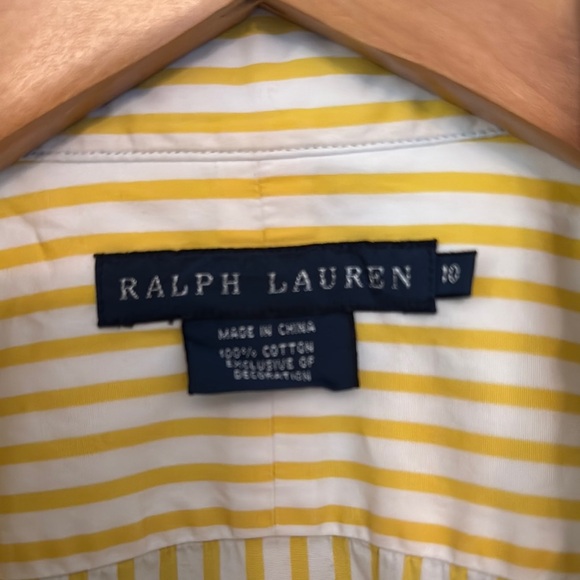 RALPH LAUREN 10
MADE IN CHINA
100% COTTON
EXCLUSIVE OF
DECORATION